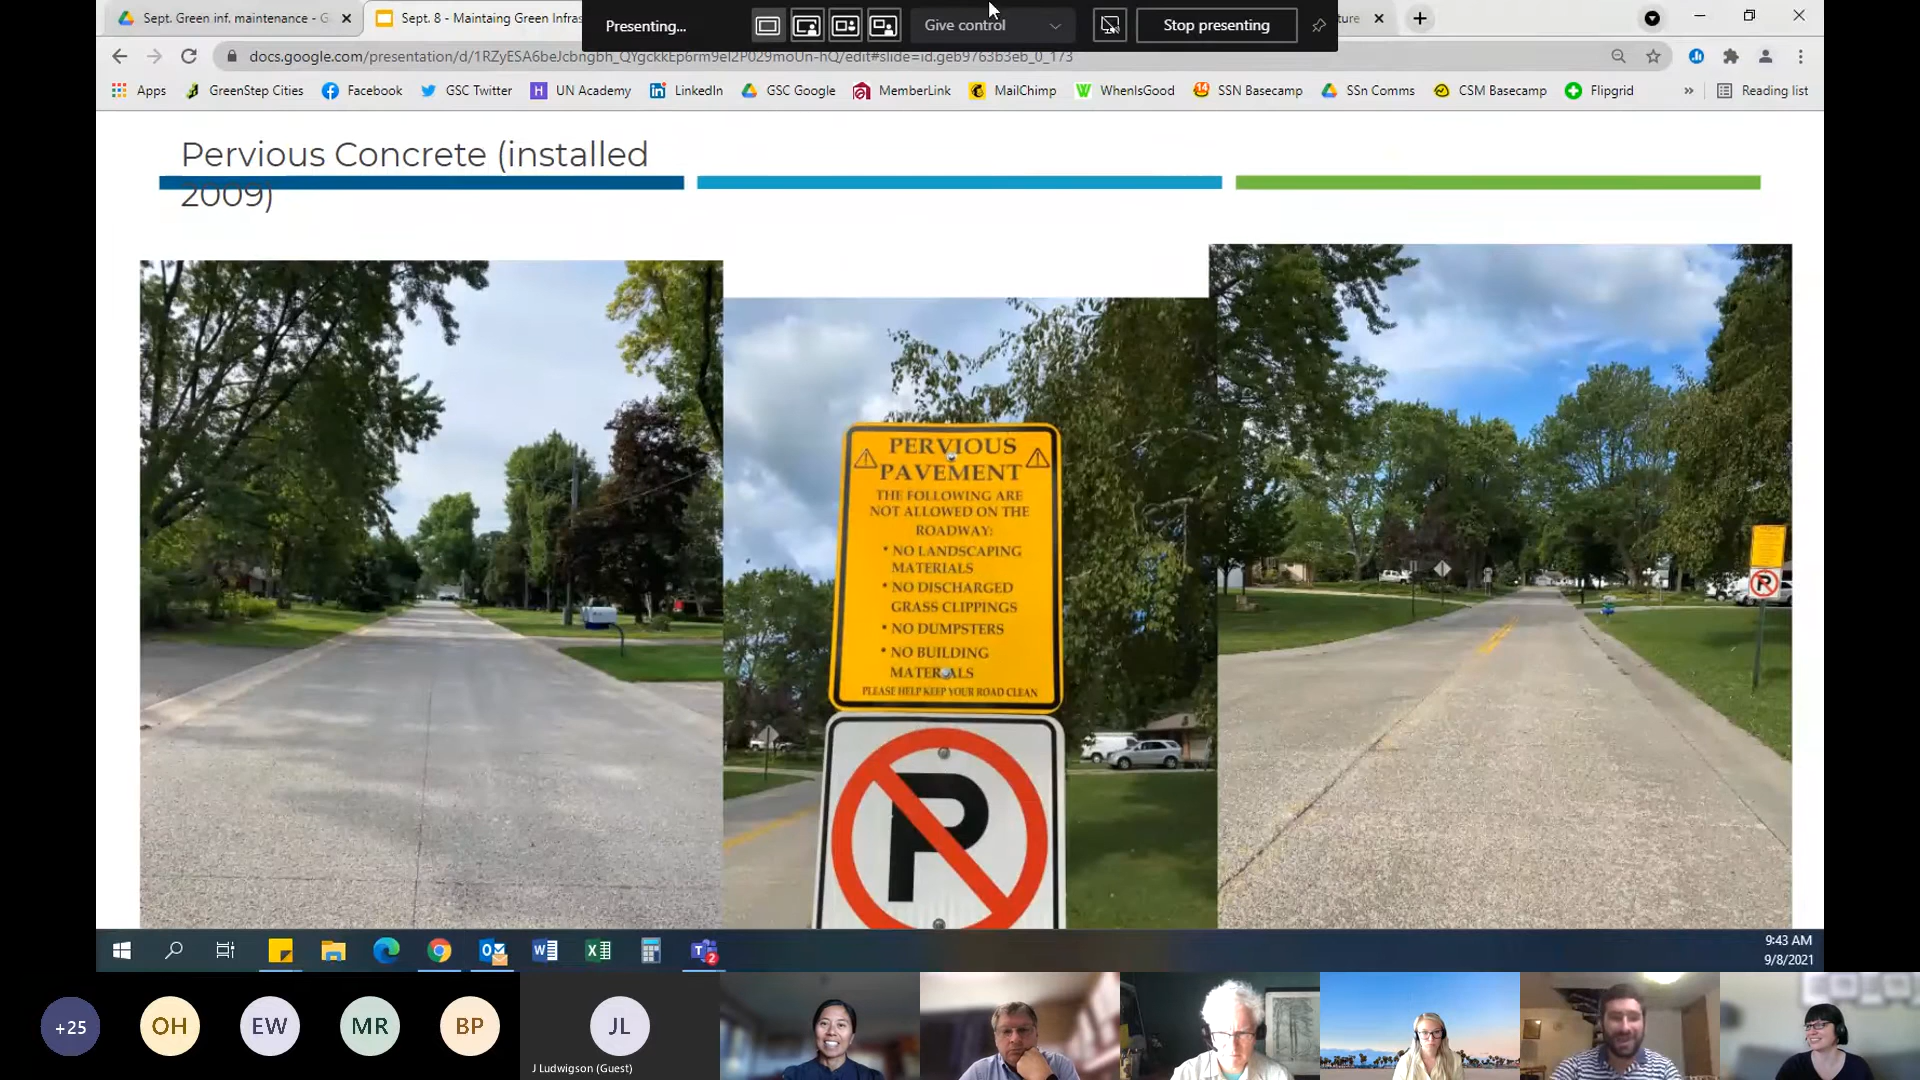 Sept. Green inf. maintenance - G
Sept. 8 - Maintaing Green Infras
Presenting...
Give control
Stop presenting
ture
docs.google.com/presentation/d/1RZyESA6beJcbngbh_QYgckkEp6rm9eI2P029moUn-hQ/edit#slide=id.geb9763b3eb_0_173
Apps
GreenStep Cities
Facebook
GSC Twitter
UN Academy
LinkedIn
GSC Google
MemberLink
MailChimp
WhenIsGood
SSN Basecamp
SSn Comms
CSM Basecamp
Flipgrid
»
Reading list
Pervious Concrete (installed
2009)
PERVIOUS
PAVEMENT
THE FOLLOWING ARE
NOT ALLOWED ON THE
ROADWAY:
• NO LANDSCAPING
MATERIALS
• NO DISCHARGED
GRASS CLIPPINGS
• NO DUMPSTERS
• NO BUILDING
MATERIALS
PLEASE HELP KEEP YOUR ROAD CLEAN
P
P
9:43 AM
9/8/2021
+25
OH
EW
MR
BP
JL
J Ludwigson (Guest)